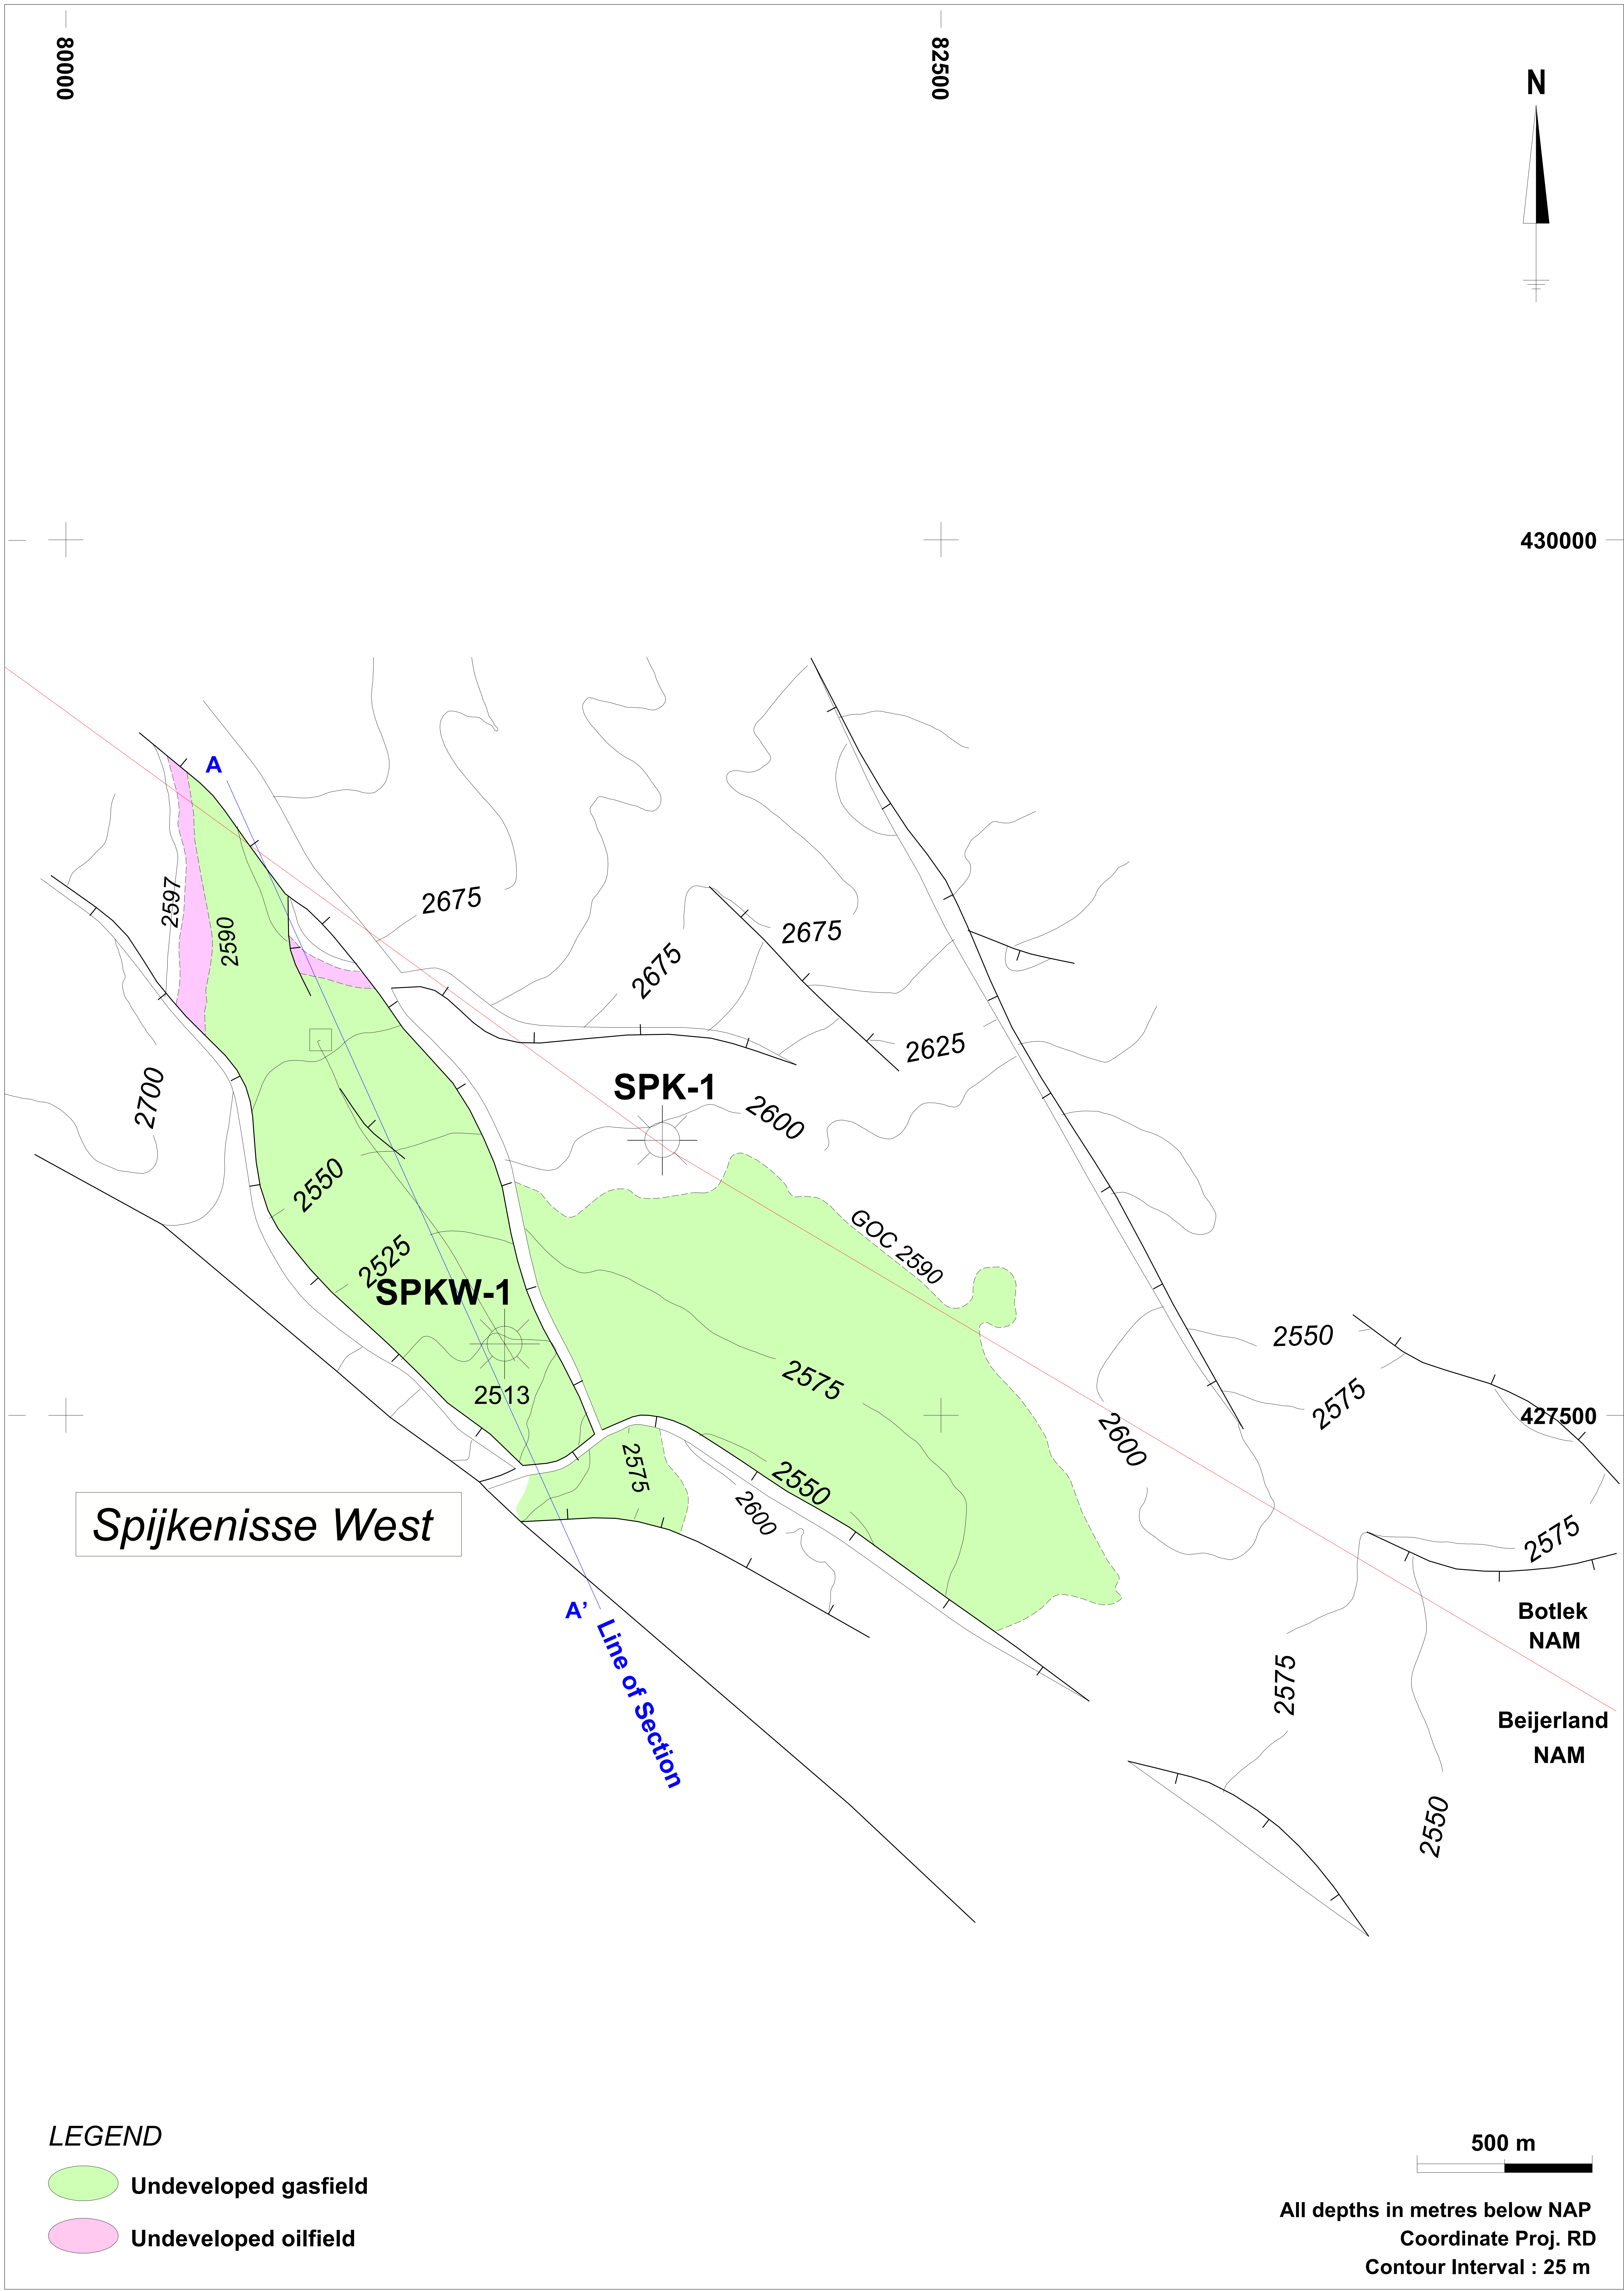 80000
82500
N
430000
A
2597
2590
2675
2675
2675
2625
2700
SPK-1
2600
2550
2525
SPKW-1
2513
GOC 2590
2575
2550
2575
2600
427500
2575
2550
2600
2575
Spijkenisse West
A’
Line of Section
Botlek
NAM
Beijerland
NAM
2575
2550
LEGEND
Undeveloped gasfield
Undeveloped oilfield
500 m
All depths in metres below NAP
Coordinate Proj. RD
Contour Interval : 25 m